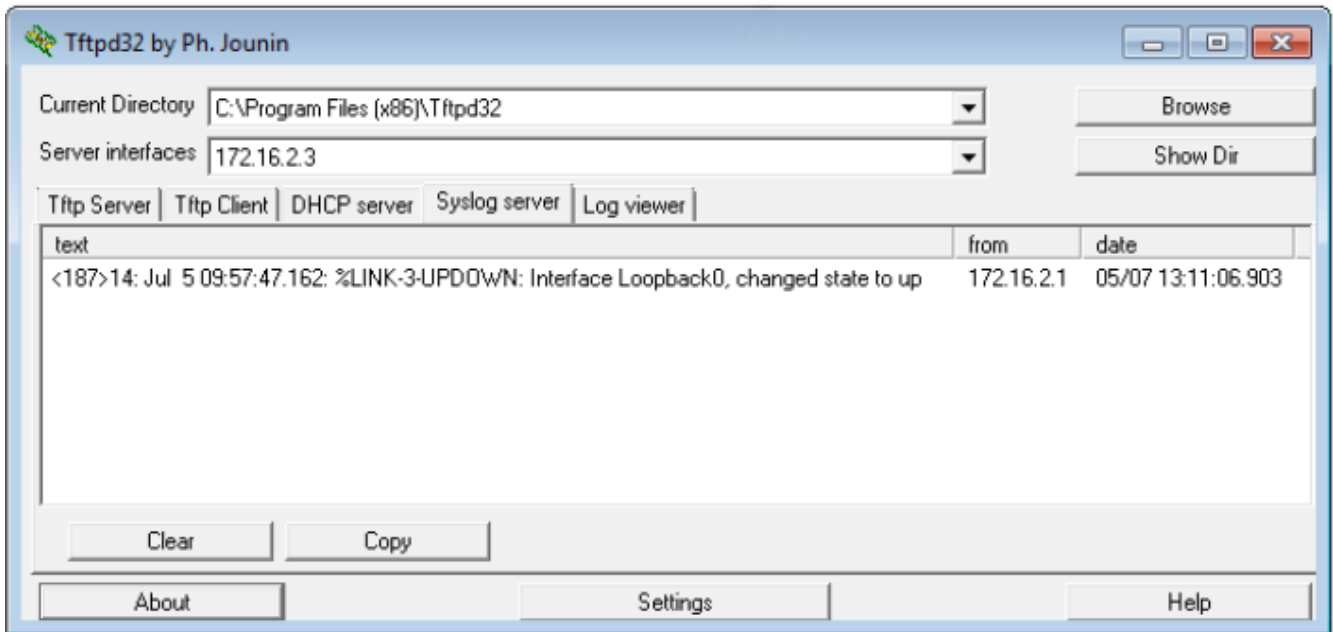 Tftpd32 by Ph. Jounin
Current Directory C:\Program Files (x86)\Tftpd32 Browse
Server interfaces 172.16.2.3 Show Dir
Tftp Server Tftp Client DHCP server Syslog server Log viewer
text from date
<187>14: Jul  5 09:57:47.162: %LINK-3-UPDOWN: Interface Loopback0, changed state to up 172.16.2.1 05/07 13:11:06.903
Clear Copy
About Settings Help